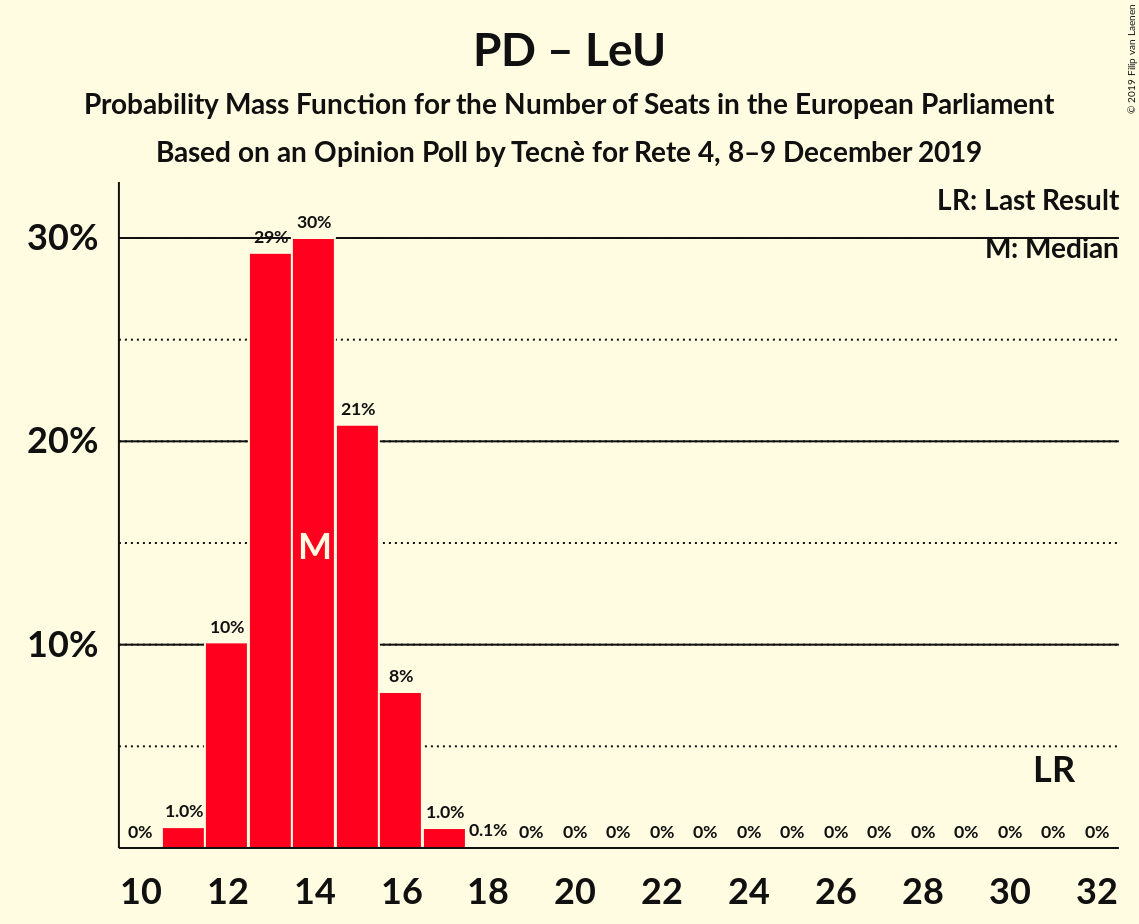 PD – LeU
Probability Mass Function for the Number of Seats in the European Parliament
Based on an Opinion Poll by Tecnè for Rete 4, 8–9 December 2019
© 2019 Filip van Laenen
LR: Last Result
M: Median
30%
20%
10%
0% 1.0% 10% 29% 30% 21% 8% 1.0% 0.1% 0% 0% 0% 0% 0% 0% 0% 0% 0% 0% 0% 0% 0% 0%
M
LR
10 12 14 16 18 20 22 24 26 28 30 32